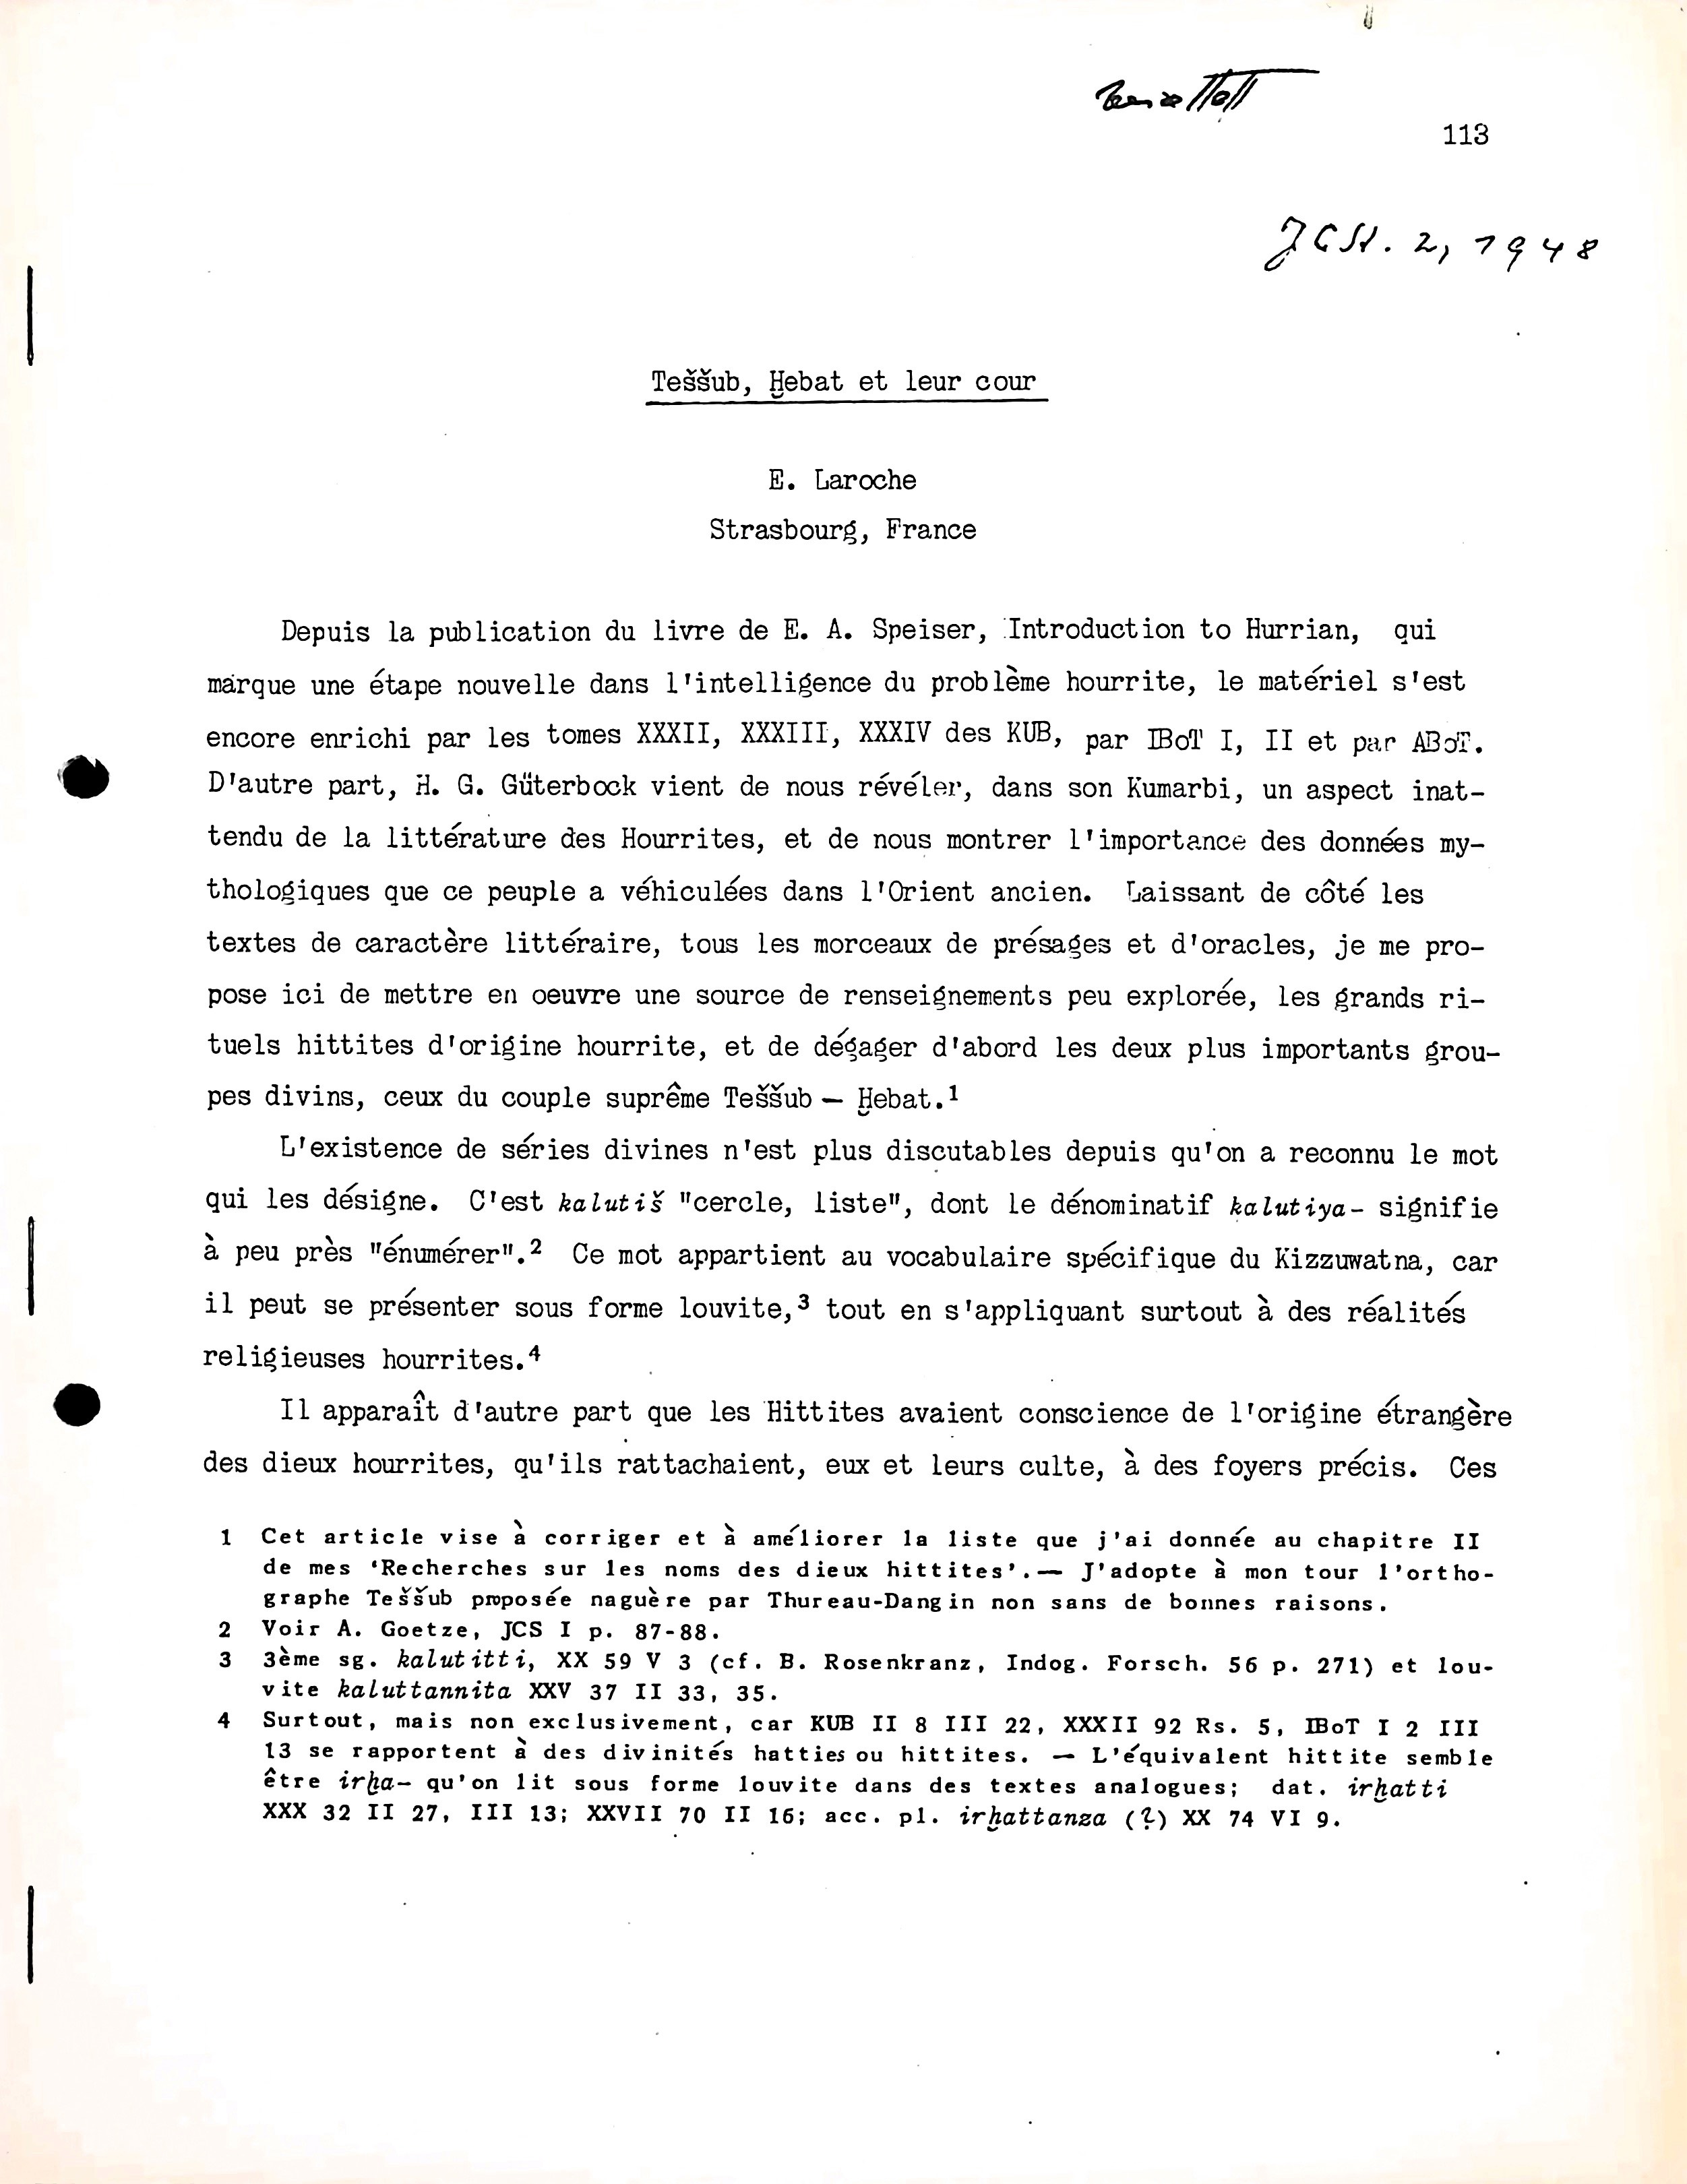 113
JCSt. 2, 1948
Teššub, Ḫebat et leur cour
E. Laroche
Strasbourg, France
Depuis la publication du livre de E. A. Speiser, Introduction to Hurrian, qui
marque une étape nouvelle dans l'intelligence du problème hourrite, le matériel s'est
encore enrichi par les tomes XXXII, XXXIII, XXXIV des KUB, par IBoT I, II et par ABoT.
D'autre part, H. G. Güterbock vient de nous révéler, dans son Kumarbi, un aspect inat-
tendu de la littérature des Hourrites, et de nous montrer l'importance des données my-
thologiques que ce peuple a véhiculées dans l'Orient ancien. Laissant de côté les
textes de caractère littéraire, tous les morceaux de présages et d'oracles, je me pro-
pose ici de mettre en oeuvre une source de renseignements peu explorée, les grands ri-
tuels hittites d'origine hourrite, et de dégager d'abord les deux plus importants grou-
pes divins, ceux du couple suprême Teššub — Ḫebat.¹
L'existence de séries divines n'est plus discutables depuis qu'on a reconnu le mot
qui les désigne. C'est kalutiš "cercle, liste", dont le dénominatif kalutiya- signifie
à peu près "énumérer".² Ce mot appartient au vocabulaire spécifique du Kizzuwatna, car
il peut se présenter sous forme louvite,³ tout en s'appliquant surtout à des réalités
religieuses hourrites.⁴
Il apparaît d'autre part que les Hittites avaient conscience de l'origine étrangère
des dieux hourrites, qu'ils rattachaient, eux et leurs culte, à des foyers précis. Ces
1 Cet article vise à corriger et à améliorer la liste que j'ai donnée au chapitre II
de mes 'Recherches sur les noms des dieux hittites'.— J'adopte à mon tour l'ortho-
graphe Teššub proposée naguère par Thureau-Dangin non sans de bonnes raisons.
2 Voir A. Goetze, JCS I p. 87-88.
3 3ème sg. kalutitti, XX 59 V 3 (cf. B. Rosenkranz, Indog. Forsch. 56 p. 271) et lou-
vite kaluttannita XXV 37 II 33, 35.
4 Surtout, mais non exclusivement, car KUB II 8 III 22, XXXII 92 Rs. 5, IBoT I 2 III
13 se rapportent à des divinités hatties ou hittites. — L'équivalent hittite semble
être irḫa- qu'on lit sous forme louvite dans des textes analogues; dat. irḫatti
XXX 32 II 27, III 13; XXVII 70 II 16; acc. pl. irḫattanza (?) XX 74 VI 9.